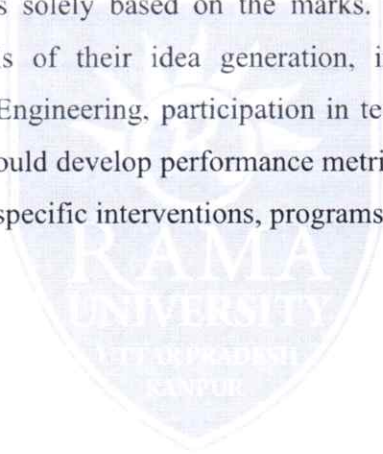 s solely based on the marks.
s of their idea generation, i
Engineering, participation in te
ould develop performance metri
specific interventions, programs
RAMA
UNIVERSITY
UTTAR PRADESH
KANPUR